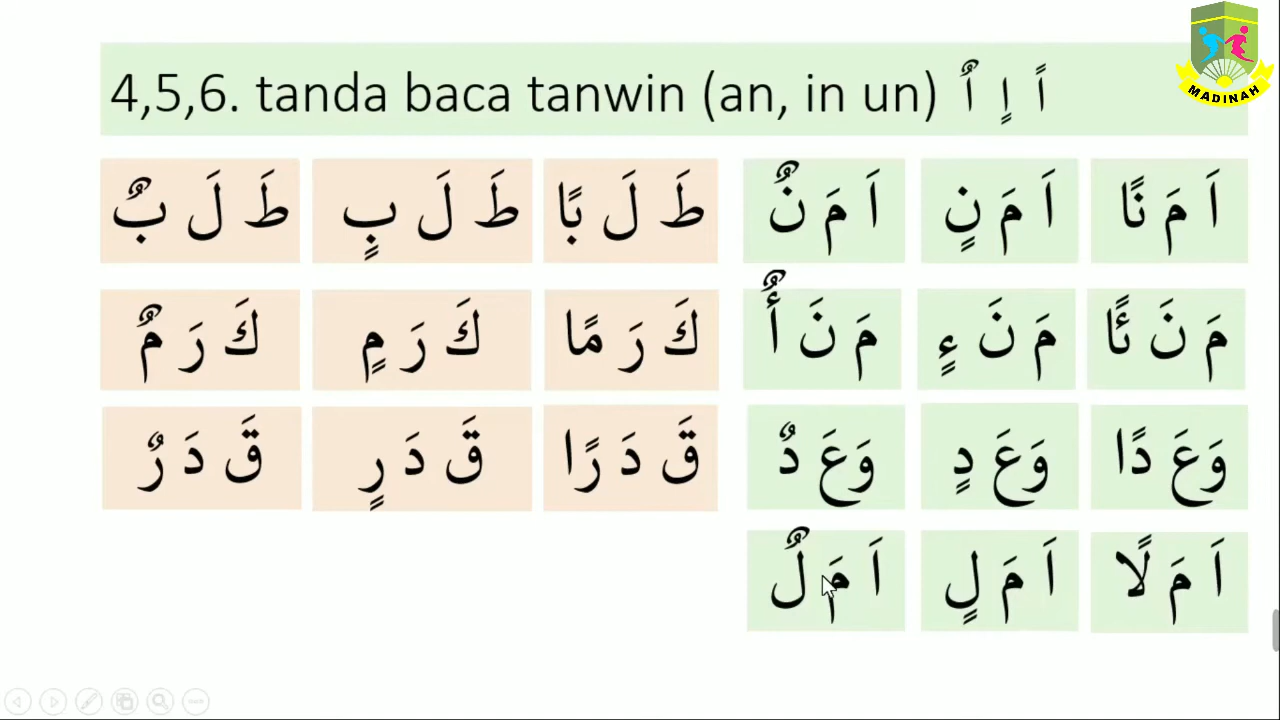 4,5,6. tanda baca tanwin (an, in un) اً اٍ اٌ
MADINAH
اَ مَ نًا اَ مَ نٍ اَ مَ نٌ طَ لَ بًا طَ لَ بٍ طَ لَ بٌ
مَ نَ ئًا مَ نَ ءٍ مَ نَ أٌ كَ رَ مًا كَ رَ مٍ كَ رَ مٌ
وَ عَ دًا وَ عَ دٍ وَ عَ دٌ قَ دَ رًا قَ دَ رٍ قَ دَ رٌ
اَ مَ لًا اَ مَ لٍ اَ مَ لٌ